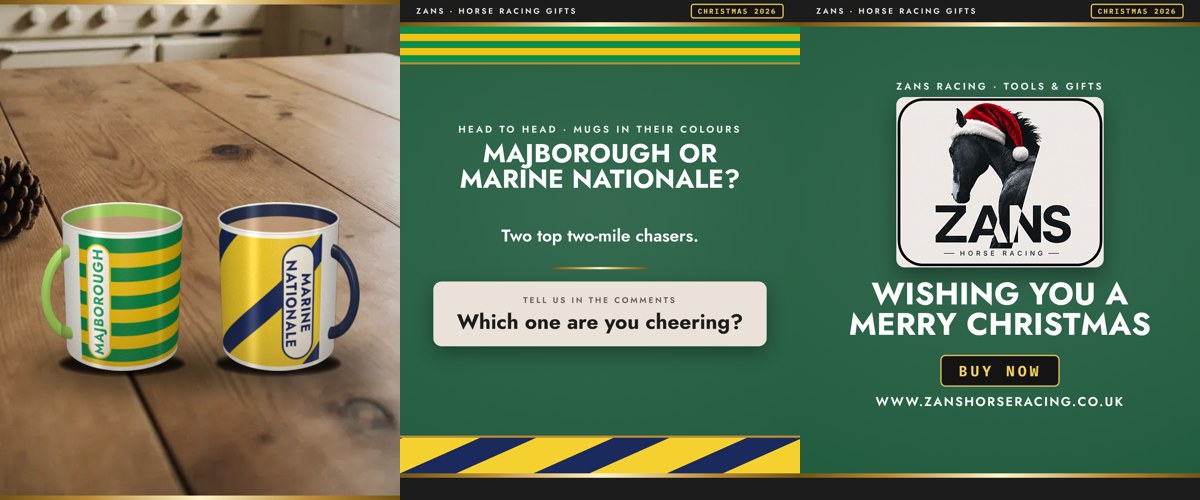 MAJBOROUGH
MARINE
NATIONALE
ZANS · HORSE RACING GIFTS
CHRISTMAS 2026
HEAD TO HEAD · MUGS IN THEIR COLOURS
MAJBOROUGH OR
MARINE NATIONALE?
Two top two-mile chasers.
TELL US IN THE COMMENTS
Which one are you cheering?
ZANS · HORSE RACING GIFTS
CHRISTMAS 2026
ZANS RACING · TOOLS & GIFTS
ZANS
HORSE RACING
WISHING YOU A
MERRY CHRISTMAS
BUY NOW
WWW.ZANSHORSERACING.CO.UK